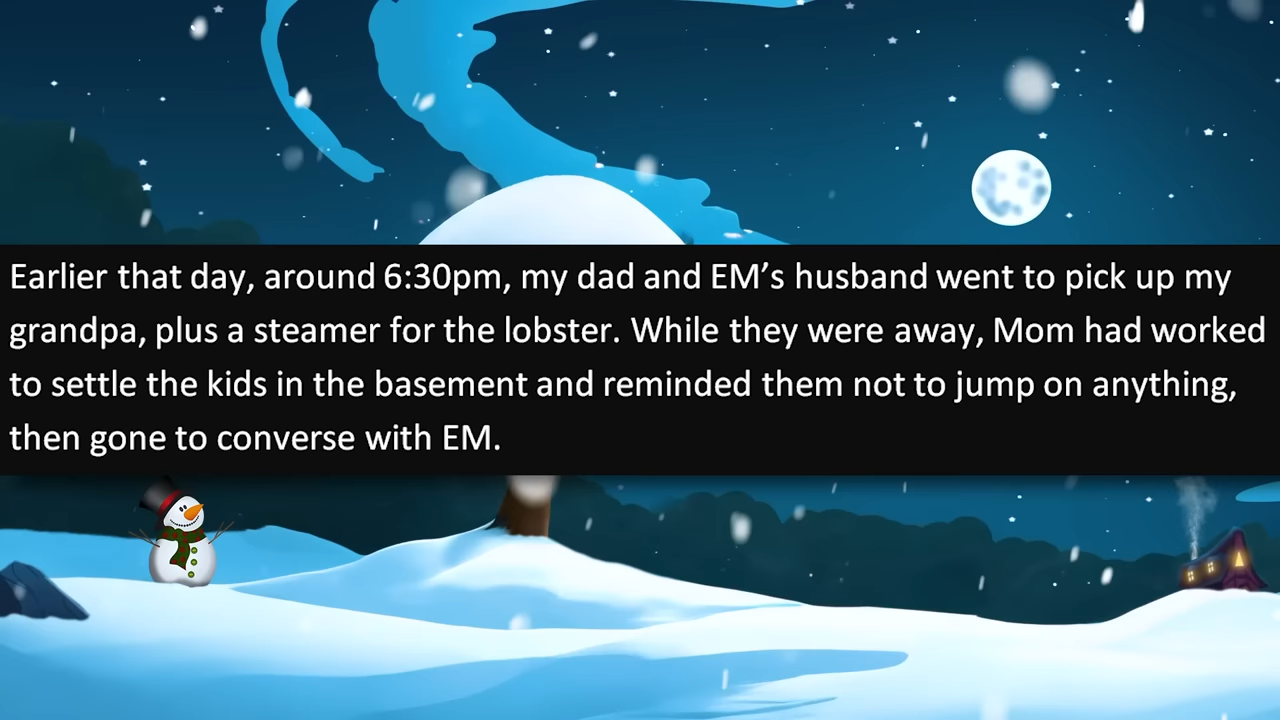 Earlier that day, around 6:30pm, my dad and EM’s husband went to pick up my
grandpa, plus a steamer for the lobster. While they were away, Mom had worked
to settle the kids in the basement and reminded them not to jump on anything,
then gone to converse with EM.